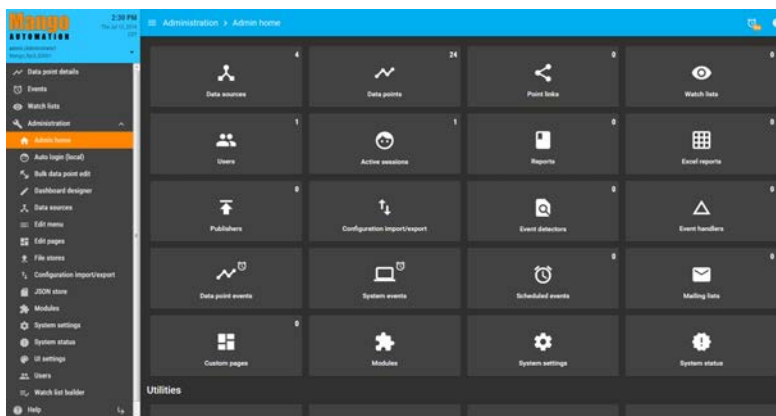 Mango
AUTOMATION
2:30 PM
≡ Administration > Admin home
Data point details
Events
Watch lists
Administration
Admin home
Auto login (local)
Bulk data point edit
Dashboard designer
Data sources
Edit menu
Edit pages
File stores
Configuration import/export
JSON store
Modules
System settings
System status
UI settings
Users
Watch list builder
Help
4
Data sources
24
Data points
0
Point links
0
Watch lists
1
Users
1
Active sessions
0
Reports
0
Excel reports
0
Publishers
Configuration import/export
0
Event detectors
0
Event handlers
Data point events
System events
0
Scheduled events
0
Mailing lists
0
Custom pages
Modules
System settings
System status
Utilities